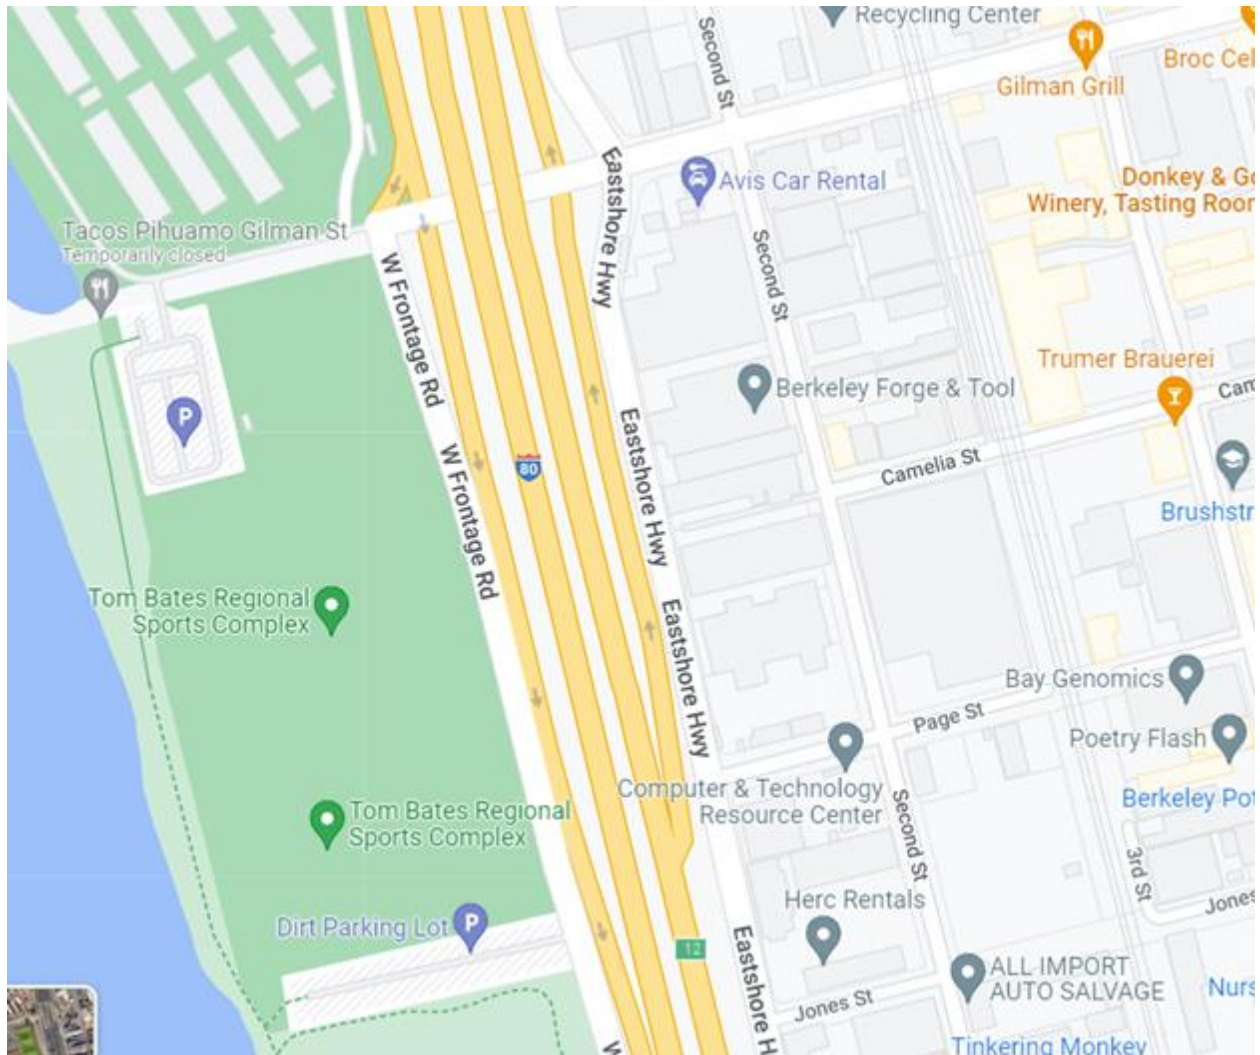 Recycling Center
Second St
Gilman Grill
Broc Cel
Eastshore Hwy
Avis Car Rental
Donkey & Go
Winery, Tasting Room
Tacos Pihuamo Gilman St
Temporarily closed
W Frontage Rd
Second St
P
Trumer Brauerei
Berkeley Forge & Tool
Cam
80
Eastshore Hwy
W Frontage Rd
Camelia St
Brushstr
Tom Bates Regional
Sports Complex
Eastshore Hwy
Bay Genomics
Page St
Poetry Flash
Computer & Technology
Resource Center
Berkeley Pot
Tom Bates Regional
Sports Complex
Second St
3rd St
Herc Rentals
Jones
Dirt Parking Lot
P
12
Eastshore H
ALL IMPORT
AUTO SALVAGE
Nurs
Jones St
W
Tinkering Monkey